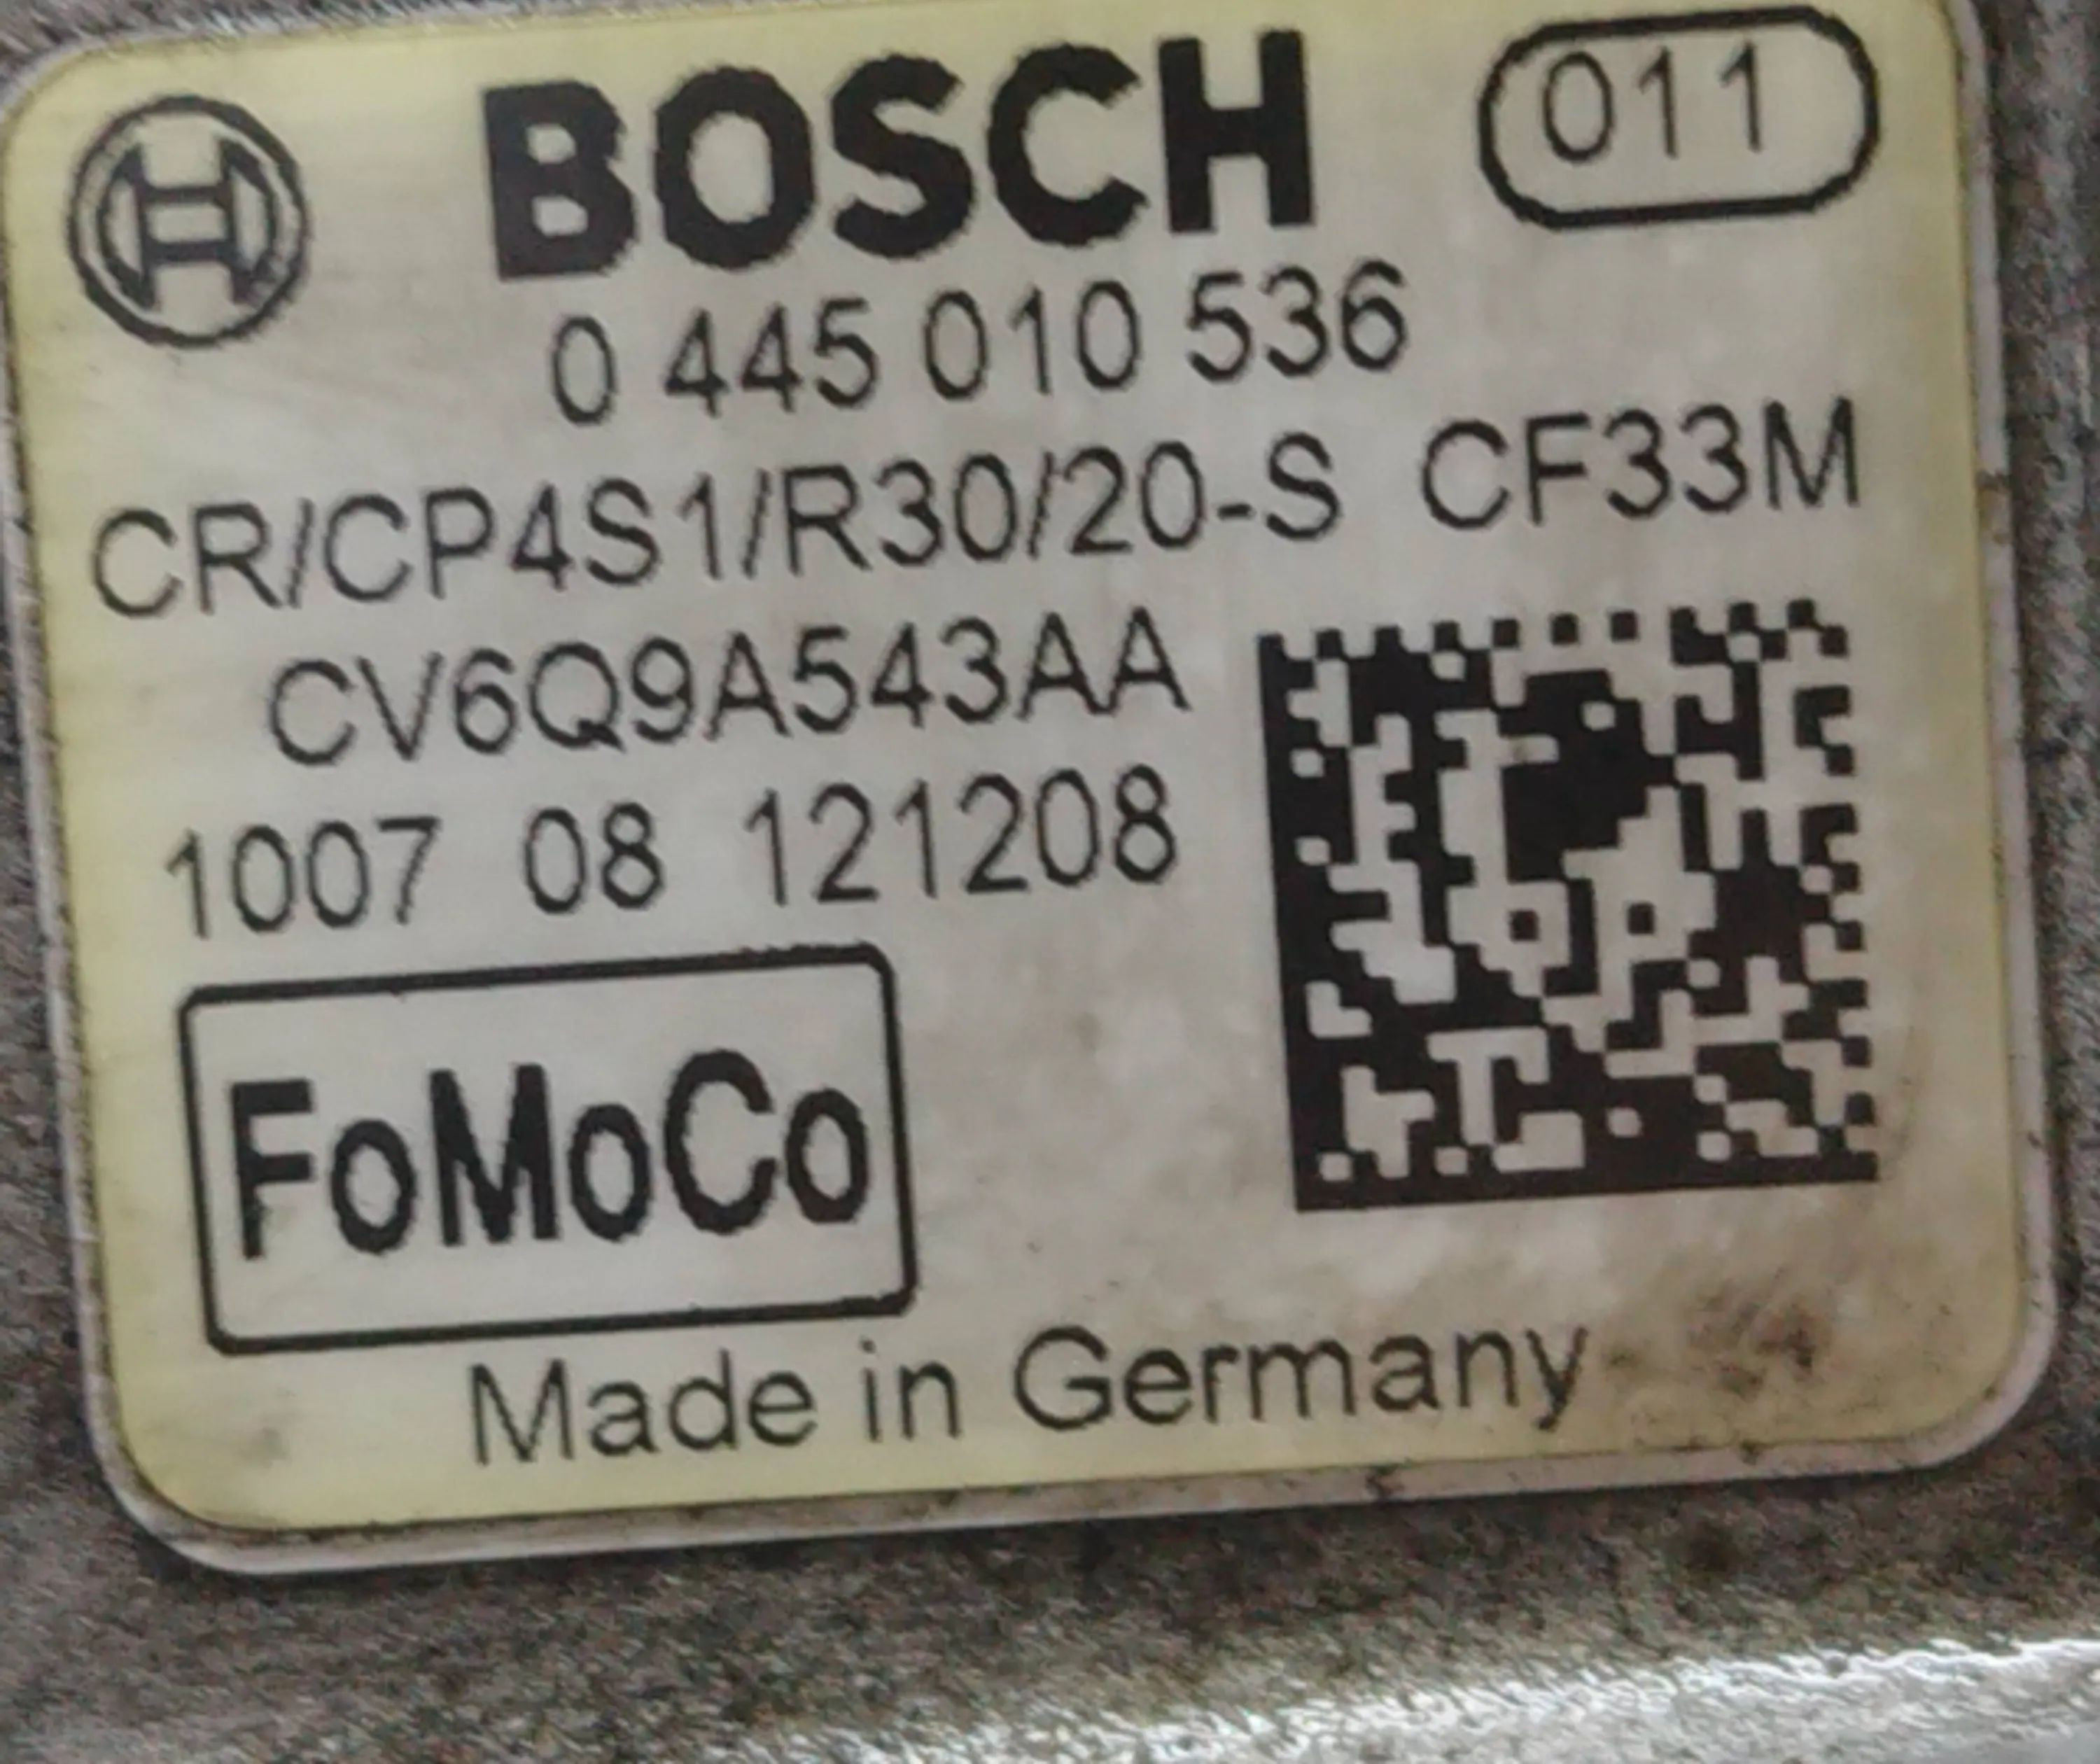 BOSCH 011
0 445 010 536
CR/CP4S1/R30/20-S CF33M
CV6Q9A543AA
1007 08 121208
FoMoCo
Made in Germany